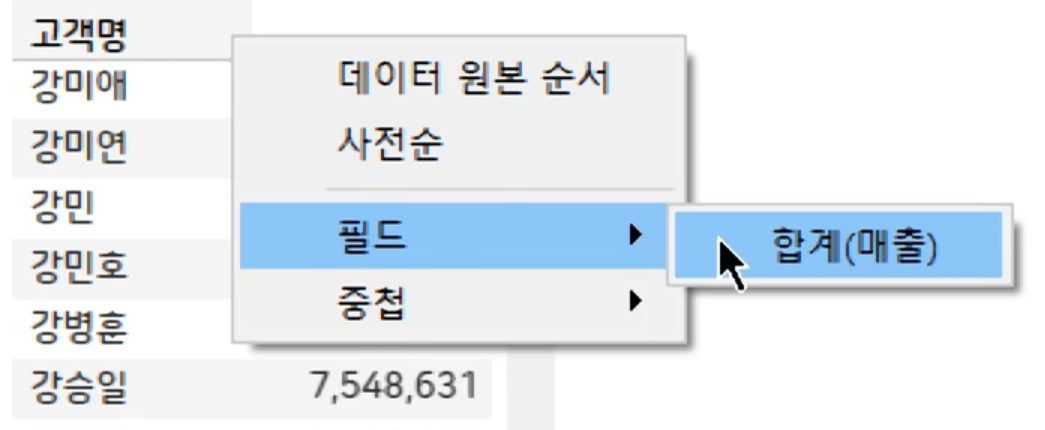 고객명
강미애
강미연
강민
강민호
강병훈
강승일 7,548,631
데이터 원본 순서
사전순
필드
중첩
합계(매출)